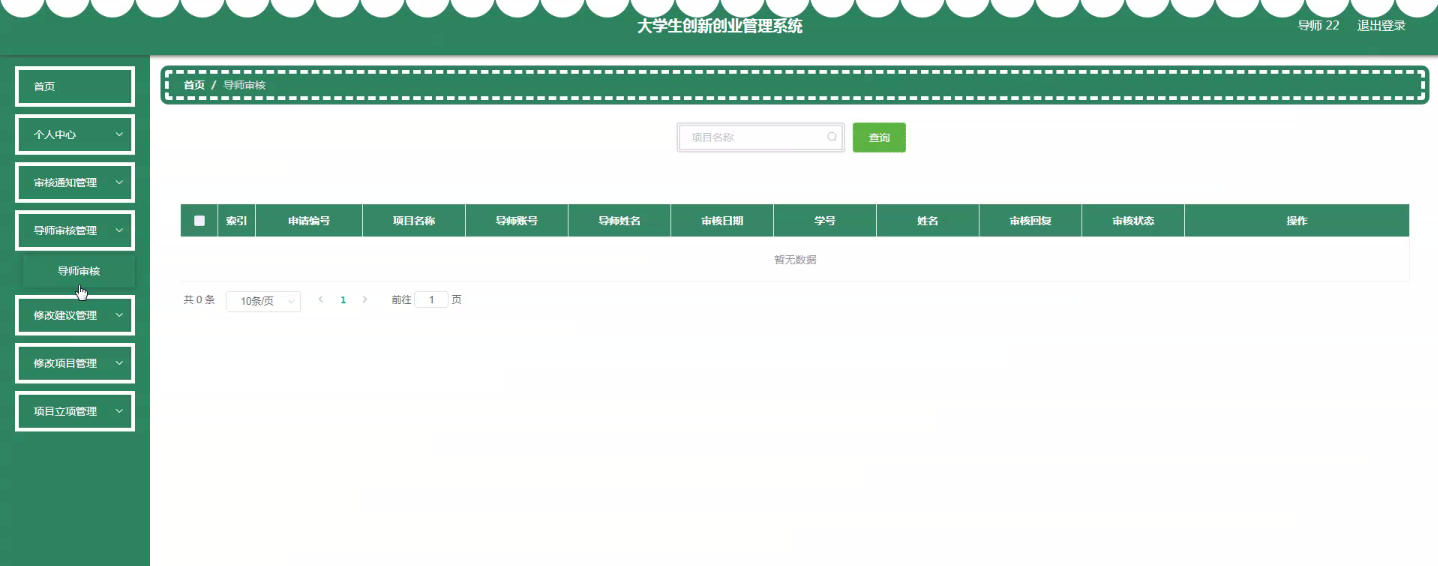 大学生创新创业管理系统
导师 22 退出登录
首页
个人中心
审核通知管理
导师审核管理
导师审核
修改建议管理
修改项目管理
项目立项管理
首页 / 导师审核
项目名称 查询
索引 申请编号 项目名称 导师账号 导师姓名 审核日期 学号 姓名 审核回复 审核状态 操作
暂无数据
共 0 条 10条/页 1 前往 1 页